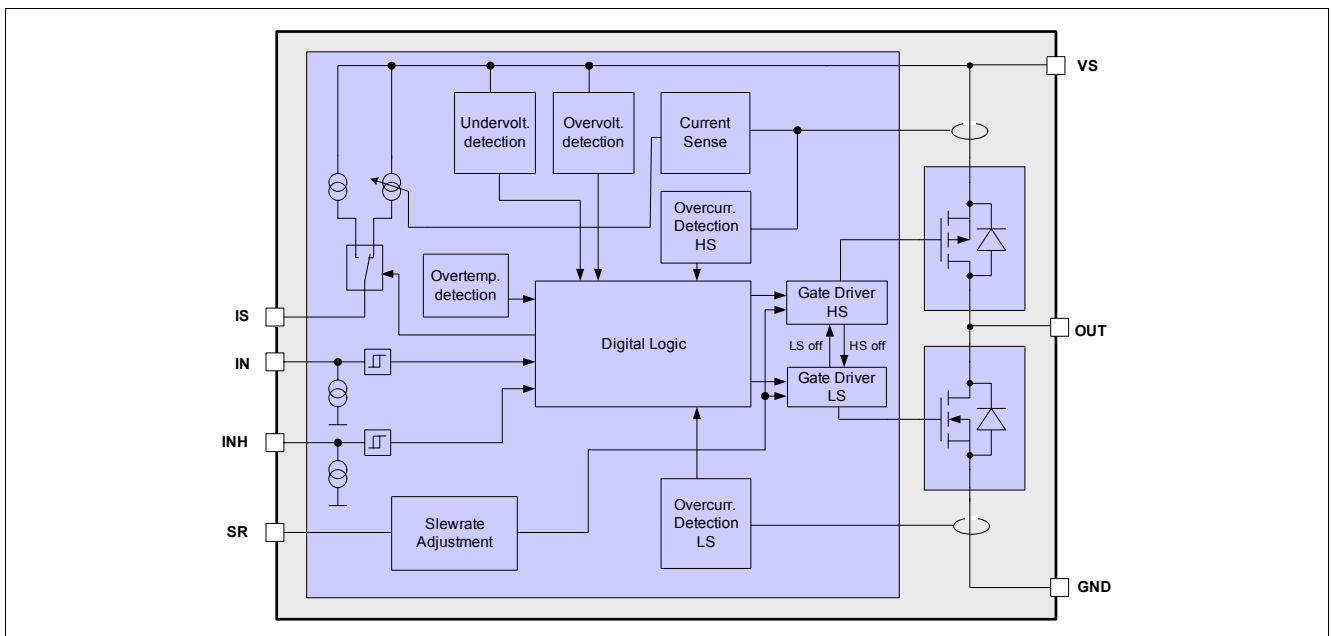 VS
Undervolt.
detection
Overvolt.
detection
Current
Sense
Overcurr.
Detection
HS
Overtemp.
detection
Gate Driver
HS
IS
OUT
Digital Logic
LS off
HS off
IN
Gate Driver
LS
INH
Overcurr.
Detection
LS
SR
Slewrate
Adjustment
GND